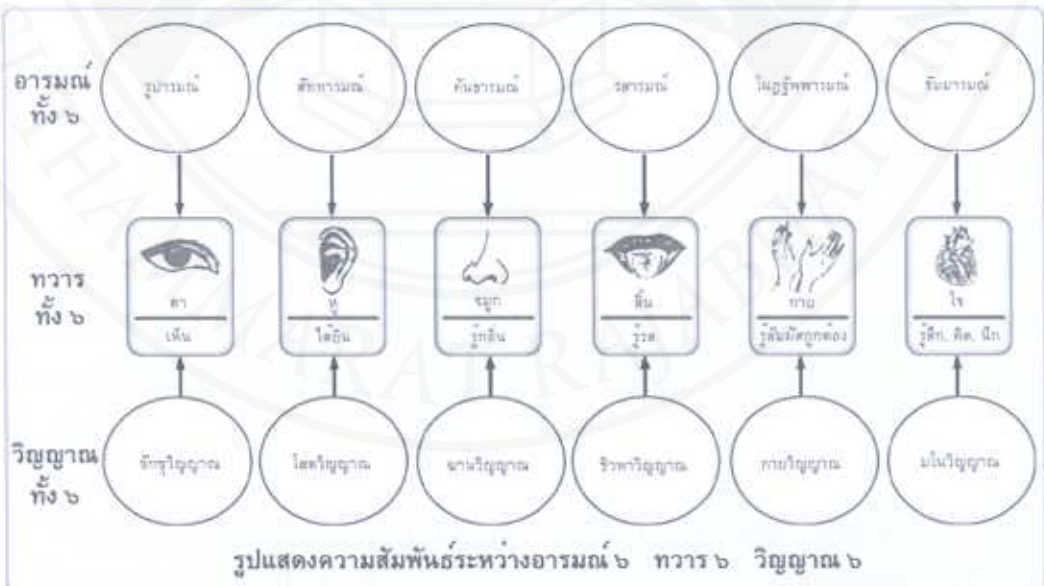 อารมณ์
ทั้ง ๖
รูปารมณ์ สัททารมณ์ คันธารมณ์ รสารมณ์ โผฏฐัพพารมณ์ ธัมมารมณ์
ทวาร
ทั้ง ๖
ตา หู จมูก ลิ้น กาย ใจ
เห็น ได้ยิน รู้กลิ่น รู้รส รู้สัมผัสถูกต้อง รู้สึก, คิด, นึก
วิญญาณ
ทั้ง ๖
จักขุวิญญาณ โสตวิญญาณ ฆานวิญญาณ ชิวหาวิญญาณ กายวิญญาณ มโนวิญญาณ
รูปแสดงความสัมพันธ์ระหว่างอารมณ์ ๖ ทวาร ๖ วิญญาณ ๖